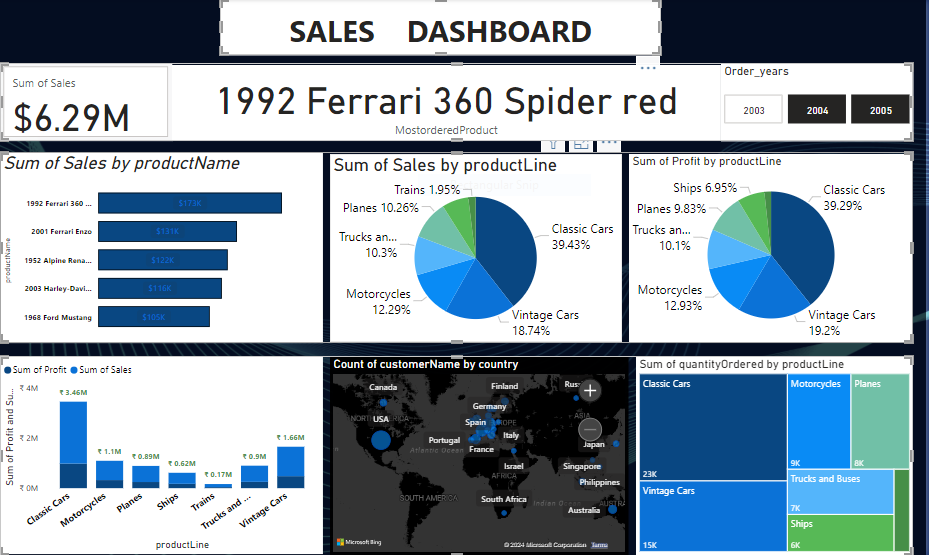 SALES DASHBOARD
Sum of Sales
$6.29M
1992 Ferrari 360 Spider red
MostorderedProduct
Order_years
2003
2004
2005
Sum of Sales by productName
productName
1992 Ferrari 360 ...
$173K
2001 Ferrari Enzo
$131K
1952 Alpine Rena...
$122K
2003 Harley-Davi...
$116K
1968 Ford Mustang
$105K
Sum of Sales by productLine
Trains 1.95%
Planes 10.26%
Trucks an...
10.3%
Motorcycles
12.29%
Classic Cars
39.43%
Vintage Cars
18.74%
Sum of Profit by productLine
Ships 6.95%
Planes 9.83%
Trucks an...
10.1%
Motorcycles
12.93%
Classic Cars
39.29%
Vintage Cars
19.2%
Sum of Profit
Sum of Sales
Sum of Profit and Su...
₹ 4M
₹ 2M
₹ 0M
₹ 3.46M
₹ 1.1M
₹ 0.89M
₹ 0.62M
₹ 0.17M
₹ 0.9M
₹ 1.66M
Classic Cars
Motorcycles
Planes
Ships
Trains
Trucks and ...
Vintage Cars
productLine
Count of customerName by country
Canada
Finland
Rus
NORTH AMERICA
USA
Germany
EUROPE
ASIA
Spain
Portugal
Italy
Japan
Atlantic Ocean
France
Israel
Singapore
AFRICA
Philippines
SOUTH AMERICA
South Africa
Indian
Australia
AUSTRA
Microsoft Bing
© 2024 Microsoft Corporation
Terms
Sum of quantityOrdered by productLine
Classic Cars
23K
Vintage Cars
15K
Motorcycles
9K
Planes
8K
Trucks and Buses
7K
Ships
6K